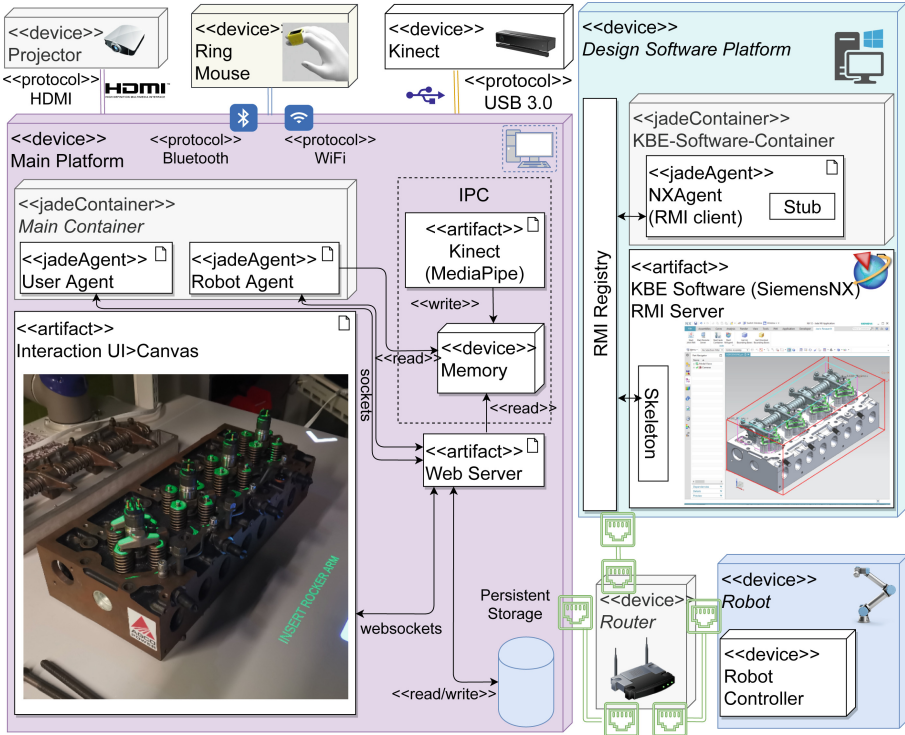 <<device>>
Projector
<<protocol>>
HDMI
HDMI
<<device>>
Ring
Mouse
<<device>>
Kinect
<<protocol>>
USB 3.0
<<protocol>>
Bluetooth
<<protocol>>
WiFi
<<device>>
Main Platform
<<jadeContainer>>
Main Container
<<jadeAgent>>
User Agent
<<jadeAgent>>
Robot Agent
IPC
<<artifact>>
Kinect
(MediaPipe)
<<write>>
<<read>>
<<device>>
Memory
<<read>>
sockets
<<artifact>>
Web Server
<<artifact>>
Interaction UI>Canvas
INSERT ROCKER ARM
AGCO
POWER
websockets
Persistent
Storage
<<read/write>>
<<device>>
Design Software Platform
RMI Registry
<<jadeContainer>>
KBE-Software-Container
<<jadeAgent>>
NXAgent
(RMI client)
Stub
<<artifact>>
KBE Software (SiemensNX)
RMI Server
Skeleton
<<device>>
Router
<<device>>
Robot
<<device>>
Robot
Controller